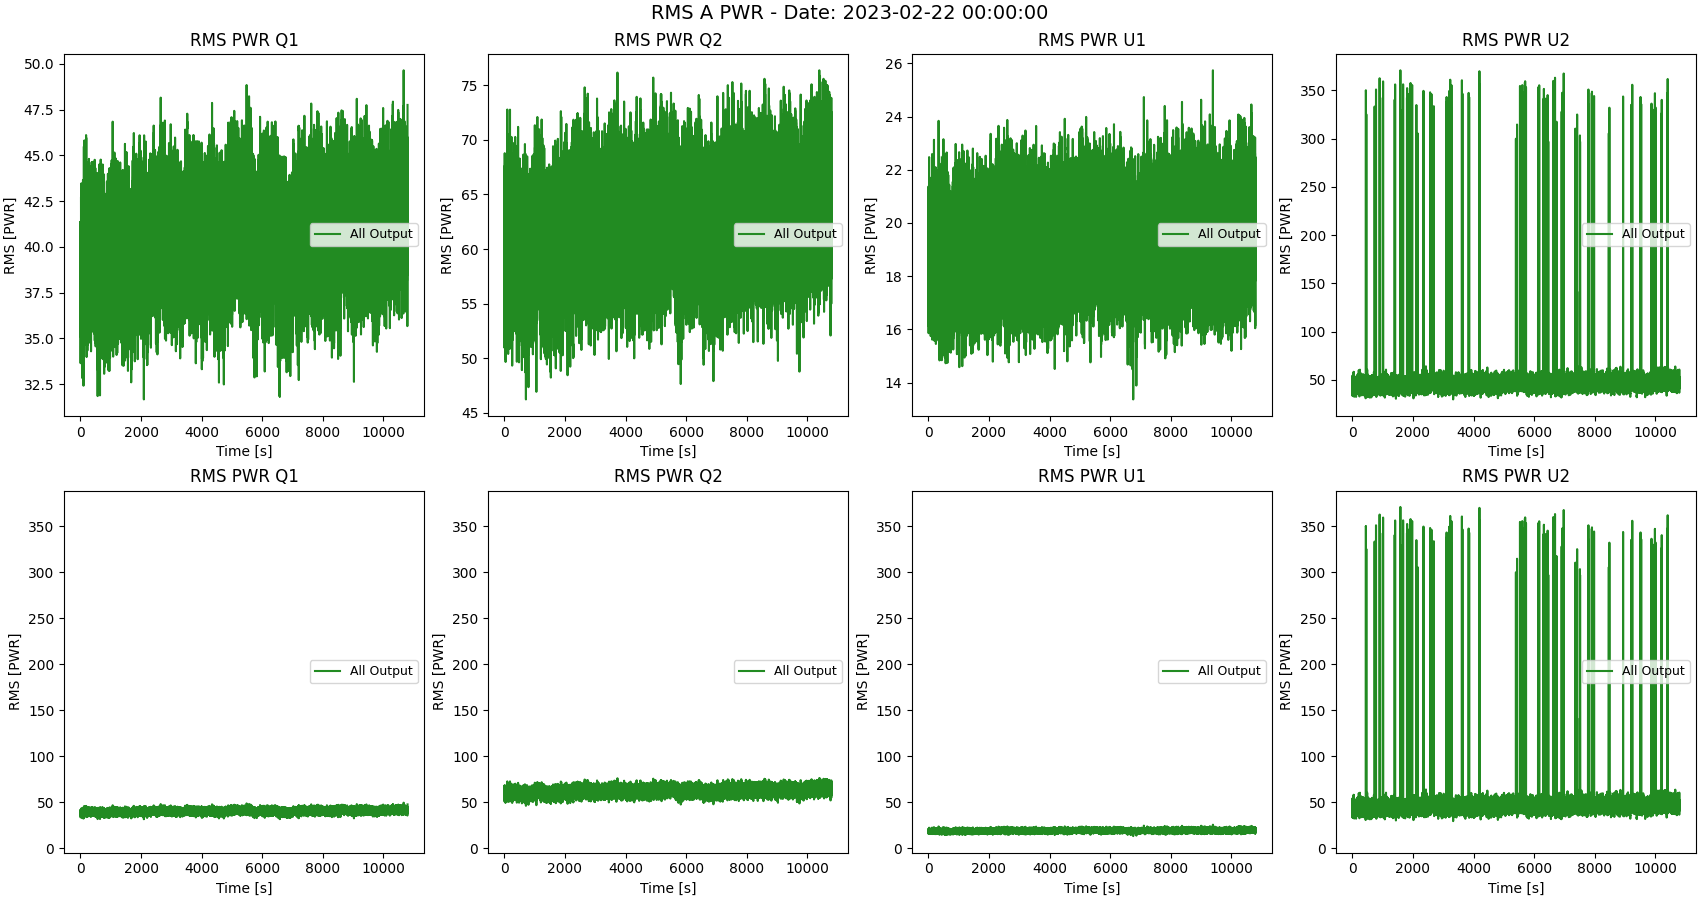 RMS A PWR - Date: 2023-02-22 00:00:00
RMS PWR Q1
RMS [PWR]
50.0
47.5
45.0
42.5
40.0
37.5
35.0
32.5
All Output
0 2000 4000 6000 8000 10000
Time [s]
RMS PWR Q2
RMS [PWR]
75
70
65
60
55
50
45
All Output
0 2000 4000 6000 8000 10000
Time [s]
RMS PWR U1
RMS [PWR]
26
24
22
20
18
16
14
All Output
0 2000 4000 6000 8000 10000
Time [s]
RMS PWR U2
RMS [PWR]
350
300
250
200
150
100
50
All Output
0 2000 4000 6000 8000 10000
Time [s]
RMS PWR Q1
RMS [PWR]
350
300
250
200
150
100
50
0
All Output
0 2000 4000 6000 8000 10000
Time [s]
RMS PWR Q2
RMS [PWR]
350
300
250
200
150
100
50
0
All Output
0 2000 4000 6000 8000 10000
Time [s]
RMS PWR U1
RMS [PWR]
350
300
250
200
150
100
50
0
All Output
0 2000 4000 6000 8000 10000
Time [s]
RMS PWR U2
RMS [PWR]
350
300
250
200
150
100
50
0
All Output
0 2000 4000 6000 8000 10000
Time [s]